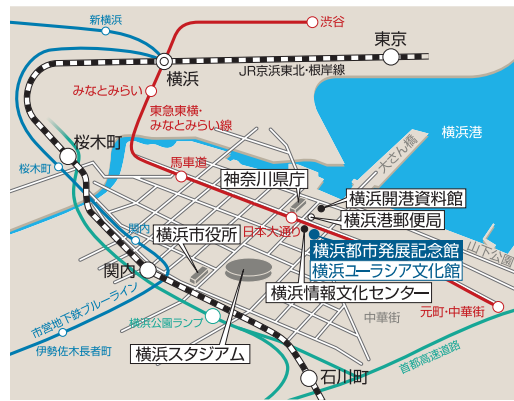 新横浜
渋谷
東京
横浜
JR京浜東北・根岸線
みなとみらい
東急東横・
みなとみらい線
桜木町
横浜港
大さん橋
馬車道
桜木町
神奈川県庁
横浜開港資料館
横浜港郵便局
日本大通り
関内
横浜市役所
山下公園
横浜都市発展記念館
横浜ユーラシア文化館
関内
横浜情報文化センター
市営地下鉄ブルーライン
元町・中華街
中華街
横浜公園ランプ
伊勢佐木長者町
横浜スタジアム
首都高速道路
石川町